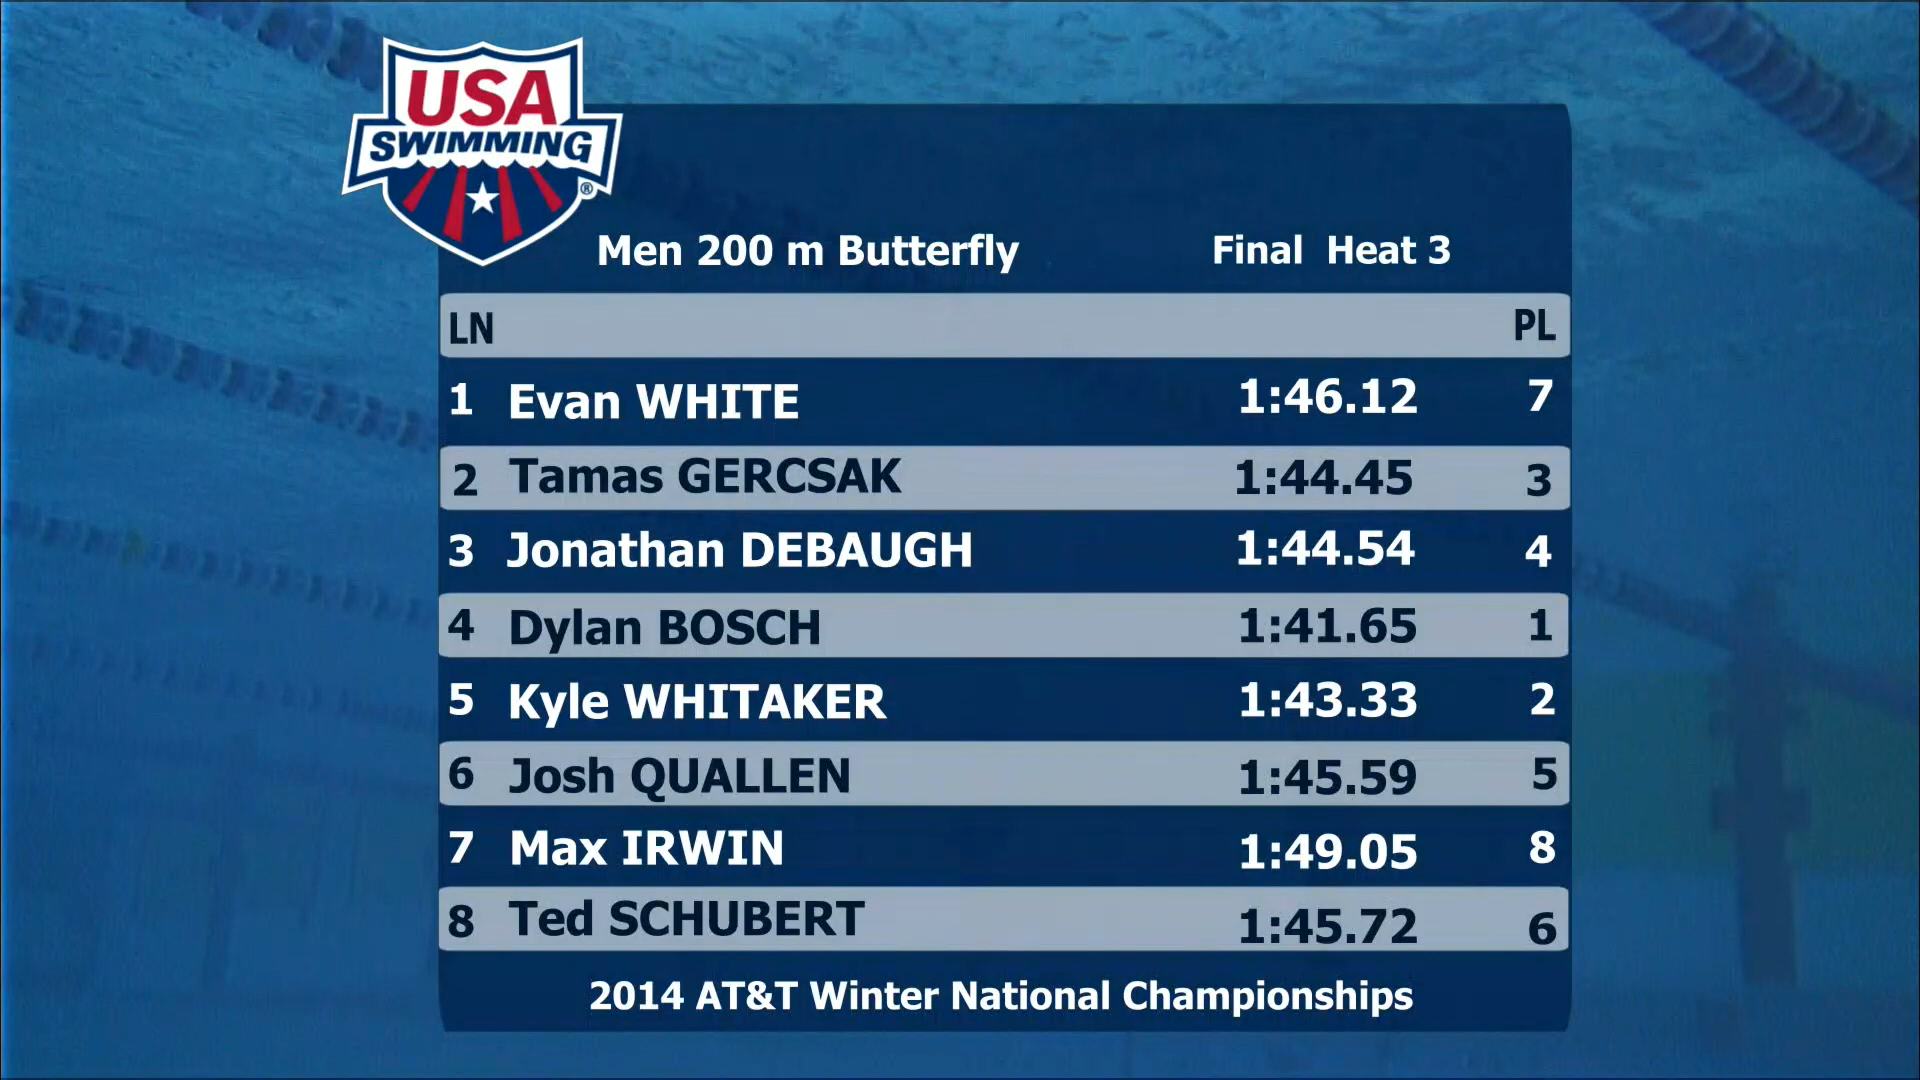 USA
SWIMMING
®
Men 200 m Butterfly Final Heat 3
LN PL
1 Evan WHITE 1:46.12 7
2 Tamas GERCSAK 1:44.45 3
3 Jonathan DEBAUGH 1:44.54 4
4 Dylan BOSCH 1:41.65 1
5 Kyle WHITAKER 1:43.33 2
6 Josh QUALLEN 1:45.59 5
7 Max IRWIN 1:49.05 8
8 Ted SCHUBERT 1:45.72 6
2014 AT&T Winter National Championships